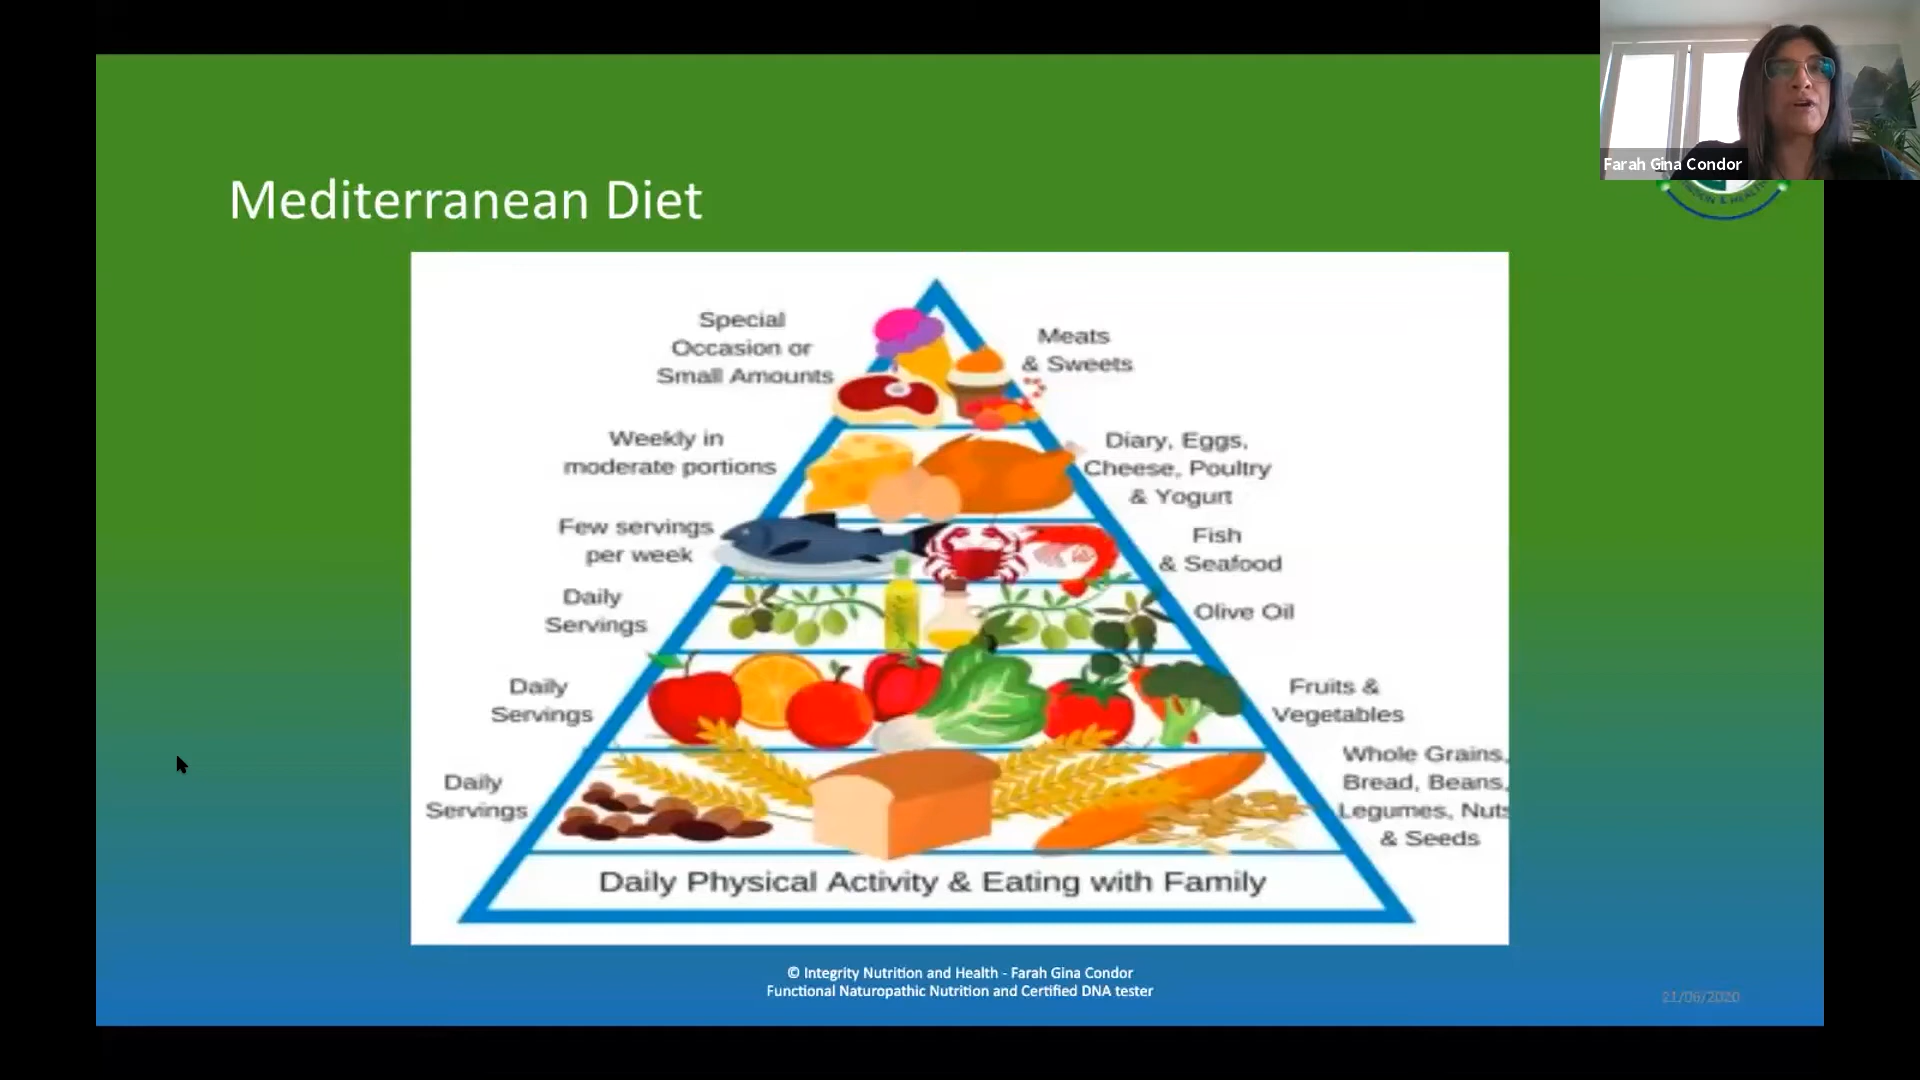 Farah Gina Condor
Mediterranean Diet
Special
Occasion or
Small Amounts
Meats
& Sweets
Weekly in
moderate portions
Diary, Eggs,
Cheese, Poultry
& Yogurt
Few servings
per week
Fish
& Seafood
Daily
Servings
Olive Oil
Daily
Servings
Fruits &
Vegetables
Daily
Servings
Whole Grains,
Bread, Beans,
Legumes, Nuts
& Seeds
Daily Physical Activity & Eating with Family
© Integrity Nutrition and Health - Farah Gina Condor
Functional Naturopathic Nutrition and Certified DNA tester
21/06/2020